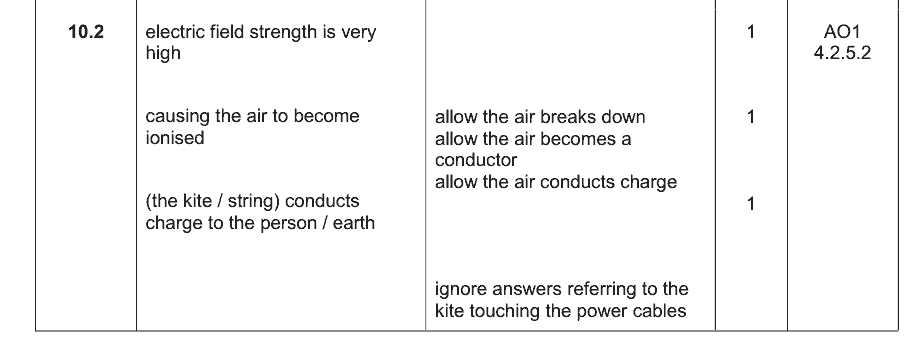 10.2 electric field strength is very 1 AO1
high 4.2.5.2
causing the air to become allow the air breaks down 1
ionised allow the air becomes a
conductor
allow the air conducts charge
(the kite / string) conducts 1
charge to the person / earth
ignore answers referring to the
kite touching the power cables